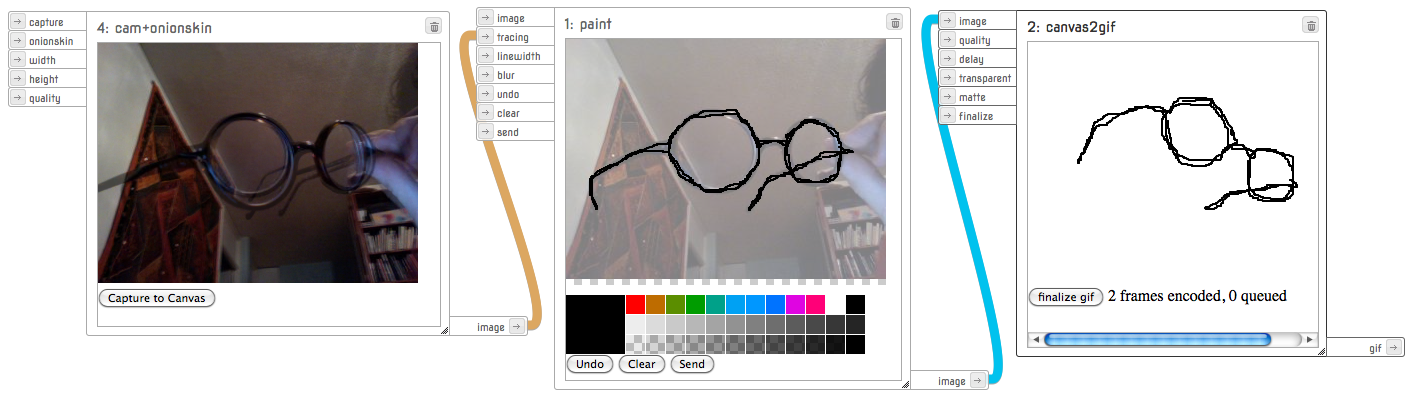 capture
onionskin
width
height
quality
4: cam+onionskin
Capture to Canvas
image
image
tracing
linewidth
blur
undo
clear
send
1: paint
Undo
Clear
Send
image
image
quality
delay
transparent
matte
finalize
2: canvas2gif
finalize gif 2 frames encoded, 0 queued
gif